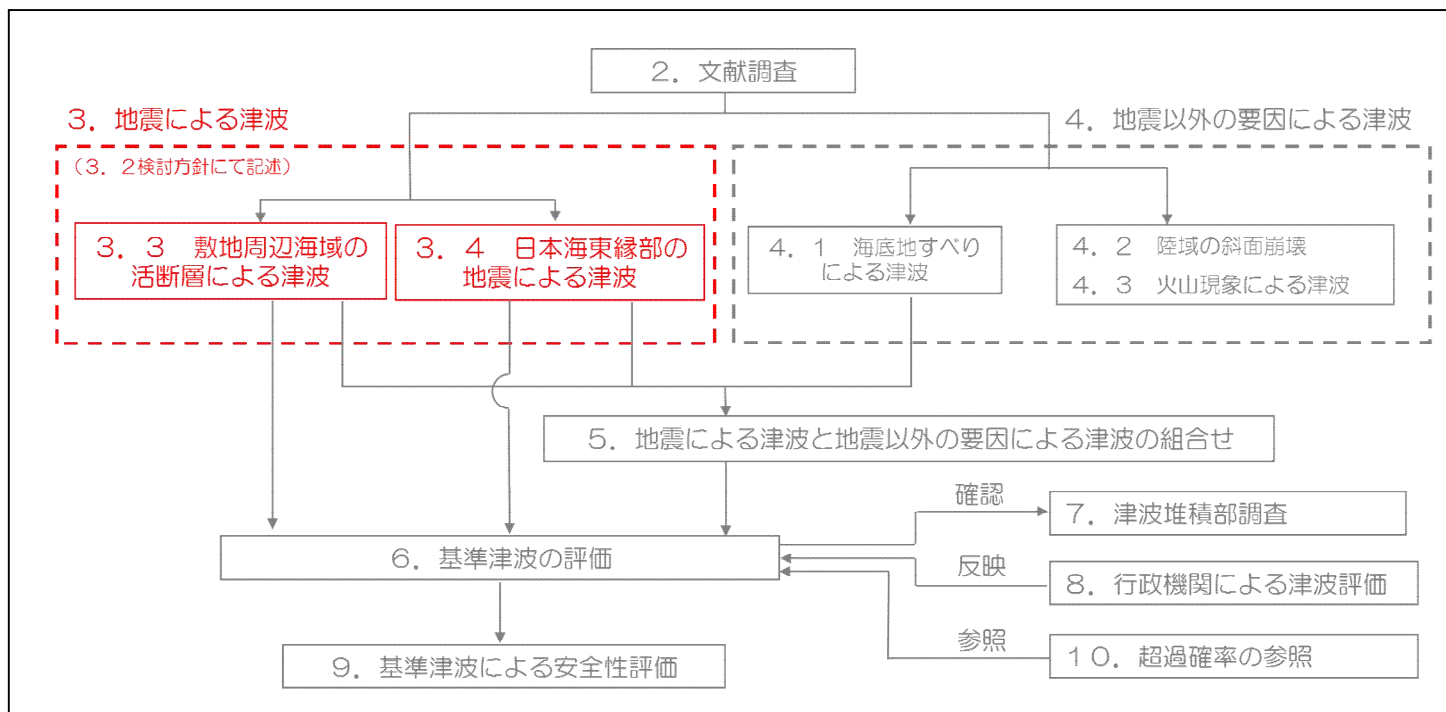 ２．文献調査
３．地震による津波
４．地震以外の要因による津波
（３．２検討方針にて記述）
３．３　敷地周辺海域の
活断層による津波
３．４　日本海東縁部の
地震による津波
４．１　海底地すべり
による津波
４．２　陸域の斜面崩壊
４．３　火山現象による津波
５．地震による津波と地震以外の要因による津波の組合せ
確認
７．津波堆積部調査
６．基準津波の評価
反映
８．行政機関による津波評価
参照
９．基準津波による安全性評価
１０．超過確率の参照